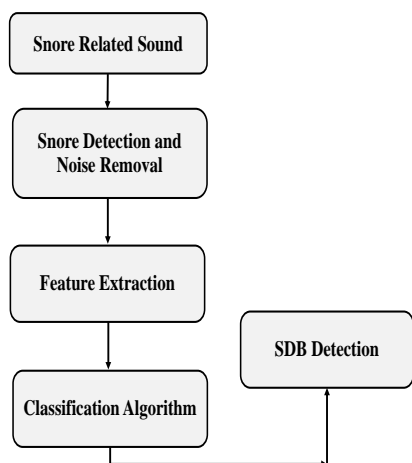 Snore Related Sound
Snore Detection and
Noise Removal
Feature Extraction
Classification Algorithm
SDB Detection